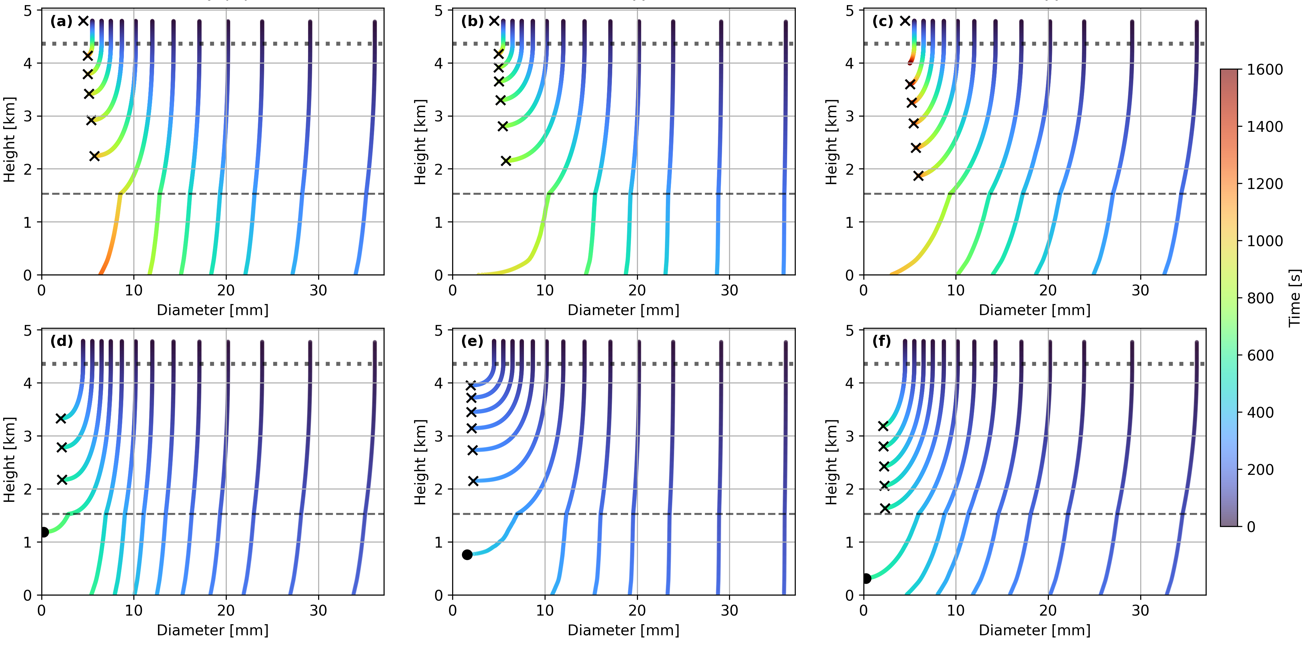 (a)
5
4
3
2
1
0
Height [km]
0 10 20 30
Diameter [mm]
(b)
5
4
3
2
1
0
Height [km]
0 10 20 30
Diameter [mm]
(c)
5
4
3
2
1
0
Height [km]
0 10 20 30
Diameter [mm]
(d)
5
4
3
2
1
0
Height [km]
0 10 20 30
Diameter [mm]
(e)
5
4
3
2
1
0
Height [km]
0 10 20 30
Diameter [mm]
(f)
5
4
3
2
1
0
Height [km]
0 10 20 30
Diameter [mm]
1600
1400
1200
1000
800
600
400
200
0
Time [s]